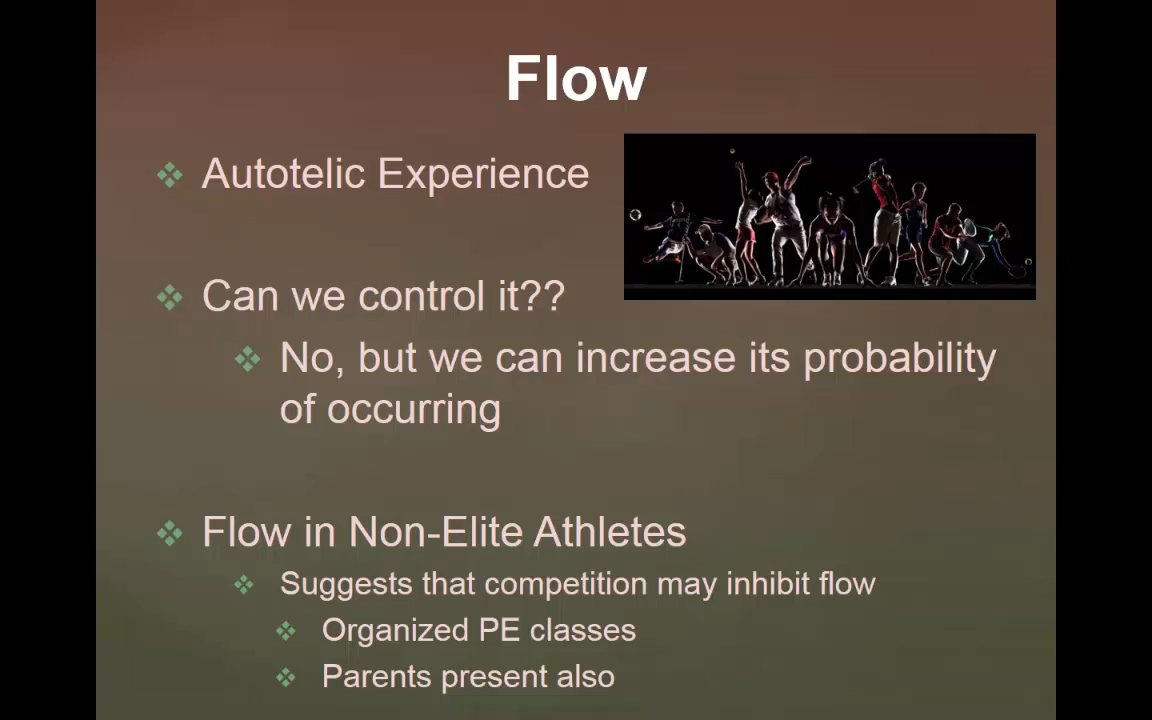 Flow
Autotelic Experience
Can we control it??
No, but we can increase its probability
of occurring
Flow in Non-Elite Athletes
Suggests that competition may inhibit flow
Organized PE classes
Parents present also